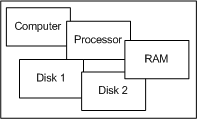 Computer
Processor
RAM
Disk 1
Disk 2